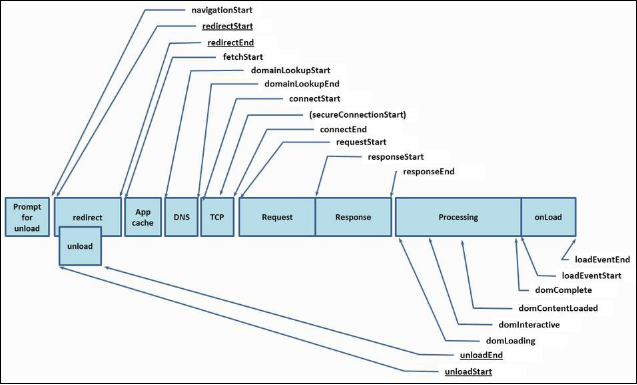 navigationStart
redirectStart
redirectEnd
fetchStart
domainLookupStart
domainLookupEnd
connectStart
(secureConnectionStart)
connectEnd
requestStart
responseStart
responseEnd
Prompt
for
unload
redirect
unload
App
cache
DNS
TCP
Request
Response
Processing
onLoad
loadEventEnd
loadEventStart
domComplete
domContentLoaded
domInteractive
domLoading
unloadEnd
unloadStart